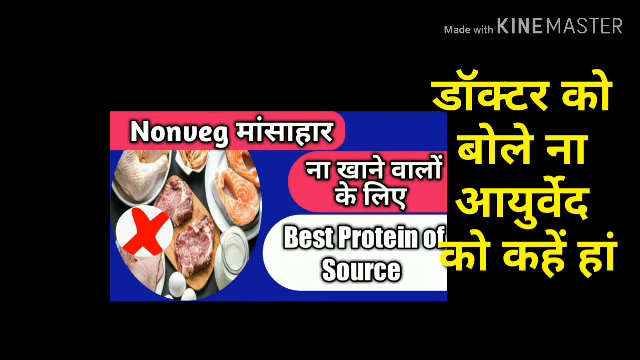 Made with KINEMASTER
डॉक्टर को
बोले ना
आयुर्वेद
को कहें हां
Nonveg मांसाहार
ना खाने वालों
के लिए
Best Protein of
Source